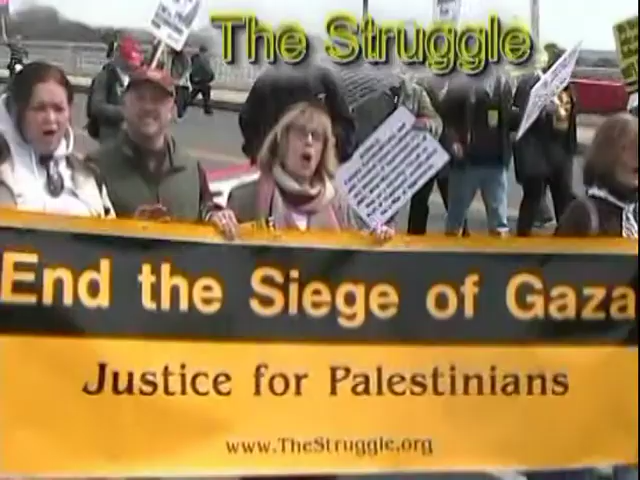 The Struggle
End the Siege of Gaza
Justice for Palestinians
www.TheStruggle.org